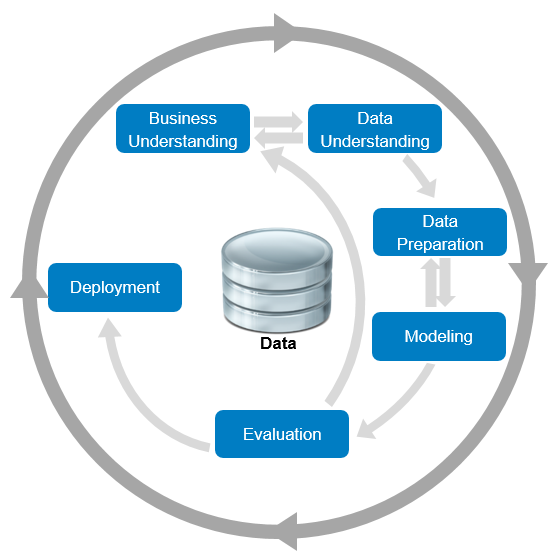 Business
Understanding
Data
Understanding
Data
Preparation
Modeling
Evaluation
Deployment
Data